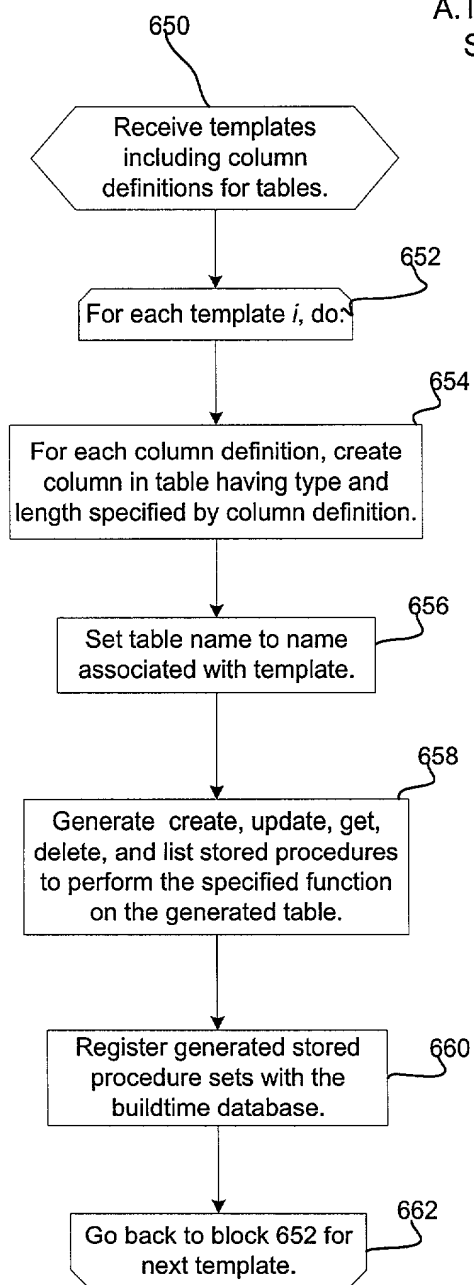 650
A.
S
Receive templates
including column
definitions for tables.
652
For each template i, do:
654
For each column definition, create
column in table having type and
length specified by column definition.
656
Set table name to name
associated with template.
658
Generate create, update, get,
delete, and list stored procedures
to perform the specified function
on the generated table.
660
Register generated stored
procedure sets with the
buildtime database.
662
Go back to block 652 for
next template.